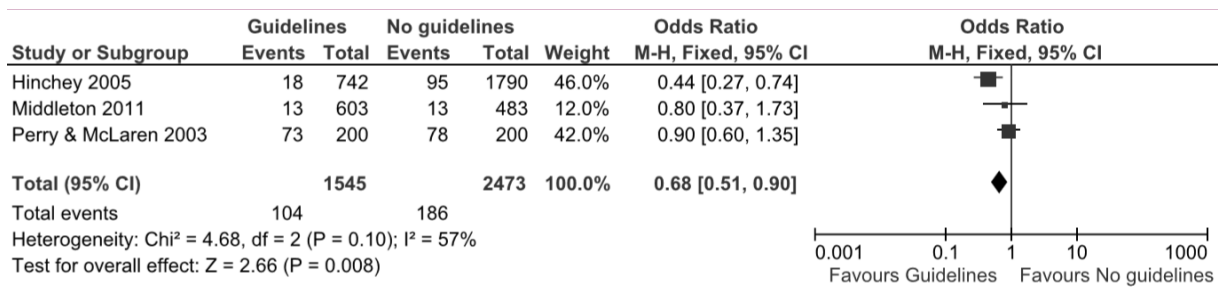 Guidelines No guidelines Odds Ratio Odds Ratio
Study or Subgroup Events Total Events Total Weight M-H, Fixed, 95% CI M-H, Fixed, 95% CI
Hinchey 2005 18 742 95 1790 46.0% 0.44 [0.27, 0.74]
Middleton 2011 13 603 13 483 12.0% 0.80 [0.37, 1.73]
Perry & McLaren 2003 73 200 78 200 42.0% 0.90 [0.60, 1.35]
Total (95% CI) 1545 2473 100.0% 0.68 [0.51, 0.90]
Total events 104 186
Heterogeneity: Chi² = 4.68, df = 2 (P = 0.10); I² = 57%
Test for overall effect: Z = 2.66 (P = 0.008)
0.001 0.1 1 10 1000
Favours Guidelines Favours No guidelines